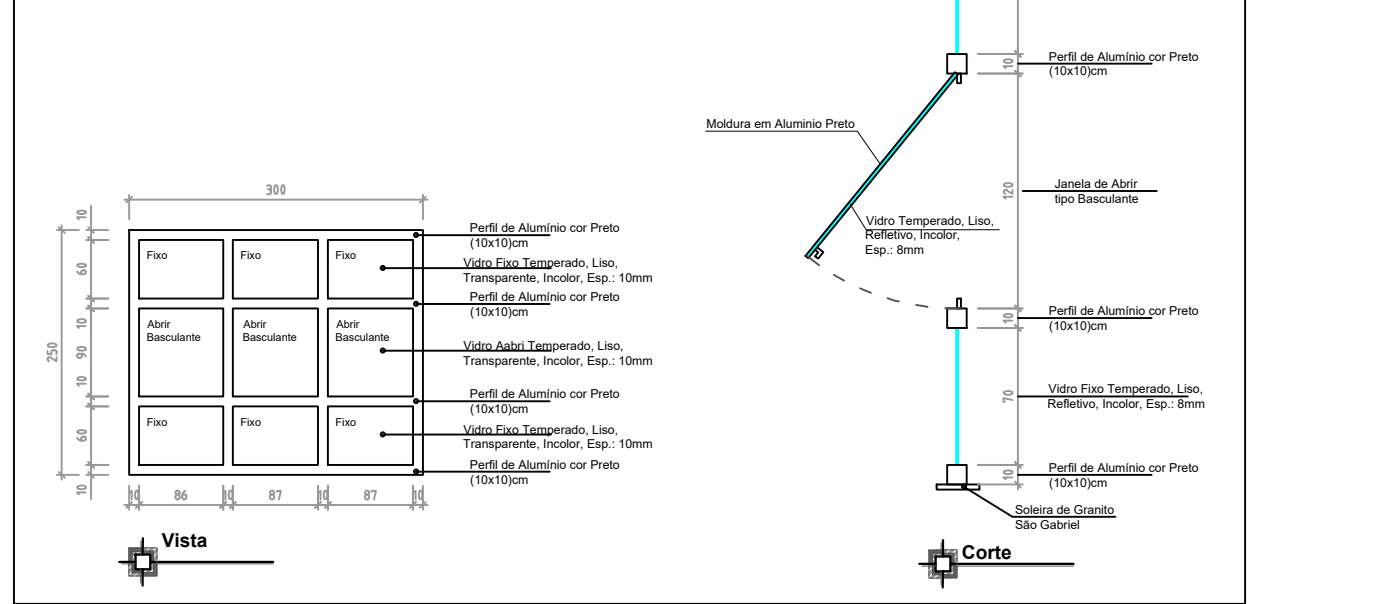 300
10
60
10
90
10
60
10
250
Fixo
Fixo
Fixo
Abrir
Basculante
Abrir
Basculante
Abrir
Basculante
Fixo
Fixo
Fixo
10
86
10
87
10
87
10
Perfil de Alumínio cor Preto
(10x10)cm
Vidro Fixo Temperado, Liso,
Transparente, Incolor, Esp.: 10mm
Perfil de Alumínio cor Preto
(10x10)cm
Vidro Aabri Temperado, Liso,
Transparente, Incolor, Esp.: 10mm
Perfil de Alumínio cor Preto
(10x10)cm
Vidro Fixo Temperado, Liso,
Transparente, Incolor, Esp.: 10mm
Perfil de Alumínio cor Preto
(10x10)cm
Vista
Moldura em Aluminio Preto
Vidro Temperado, Liso,
Refletivo, Incolor,
Esp.: 8mm
10
120
10
70
10
Perfil de Alumínio cor Preto
(10x10)cm
Janela de Abrir
tipo Basculante
Perfil de Alumínio cor Preto
(10x10)cm
Vidro Fixo Temperado, Liso,
Refletivo, Incolor, Esp.: 8mm
Perfil de Alumínio cor Preto
(10x10)cm
Soleira de Granito
São Gabriel
Corte